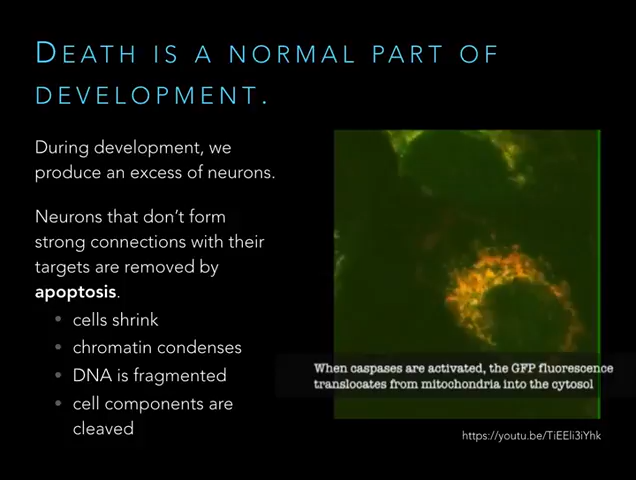 DEATH IS A NORMAL PART OF
DEVELOPMENT.
During development, we
produce an excess of neurons.
Neurons that don't form
strong connections with their
targets are removed by
apoptosis.
• cells shrink
• chromatin condenses
• DNA is fragmented
• cell components are
cleaved
When caspases are activated, the GFP fluorescence
translocates from mitochondria into the cytosol
https://youtu.be/TiEEli3iYhk